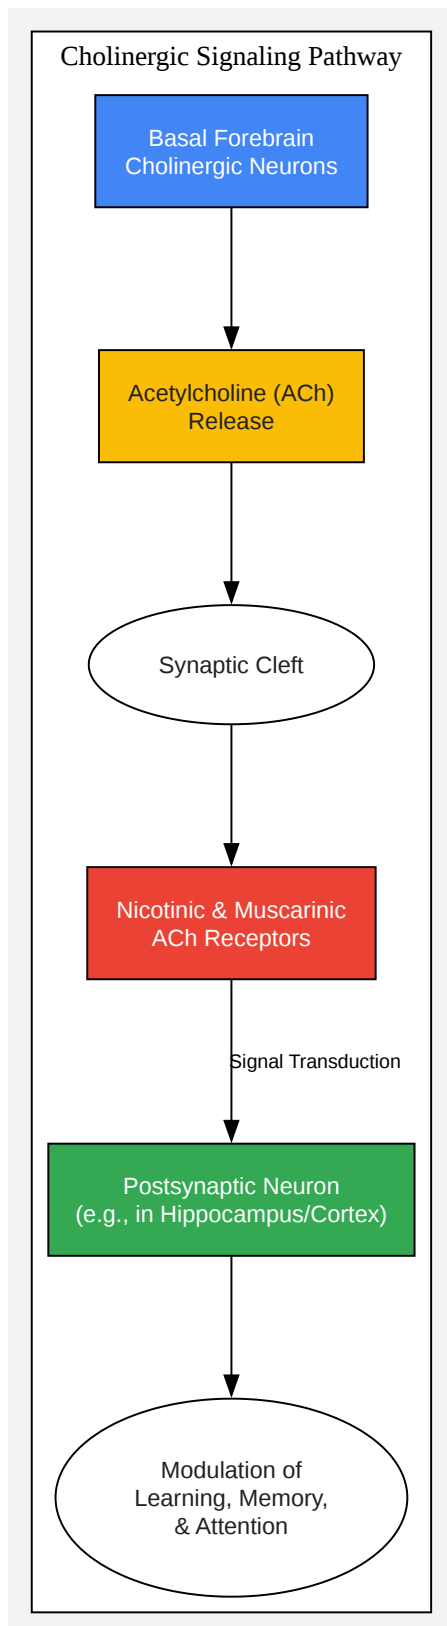 Cholinergic Signaling Pathway
Basal Forebrain
Cholinergic Neurons
Acetylcholine (ACh)
Release
Synaptic Cleft
Nicotinic & Muscarinic
ACh Receptors
Signal Transduction
Postsynaptic Neuron
(e.g., in Hippocampus/Cortex)
Modulation of
Learning, Memory,
& Attention